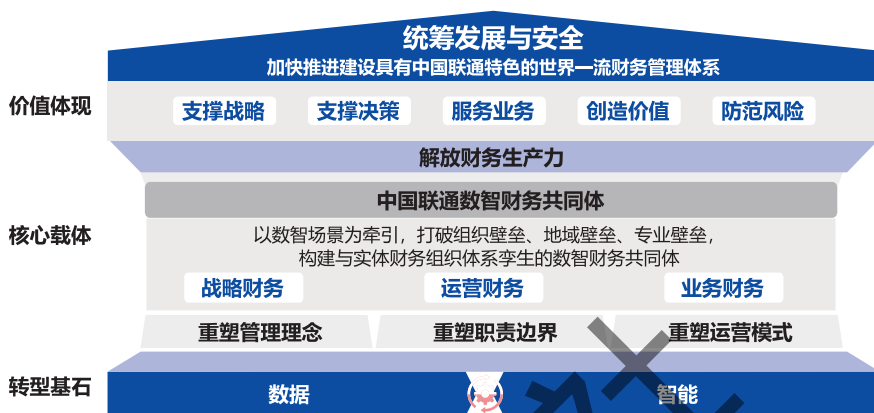 统筹发展与安全
加快推进建设具有中国联通特色的世界一流财务管理体系
价值体现
支撑战略 支撑决策 服务业务 创造价值 防范风险
解放财务生产力
中国联通数智财务共同体
核心载体
以数智场景为牵引，打破组织壁垒、地域壁垒、专业壁垒，
构建与实体财务组织体系孪生的数智财务共同体
战略财务 运营财务 业务财务
重塑管理理念 重塑职责边界 重塑运营模式
转型基石
数据 智能